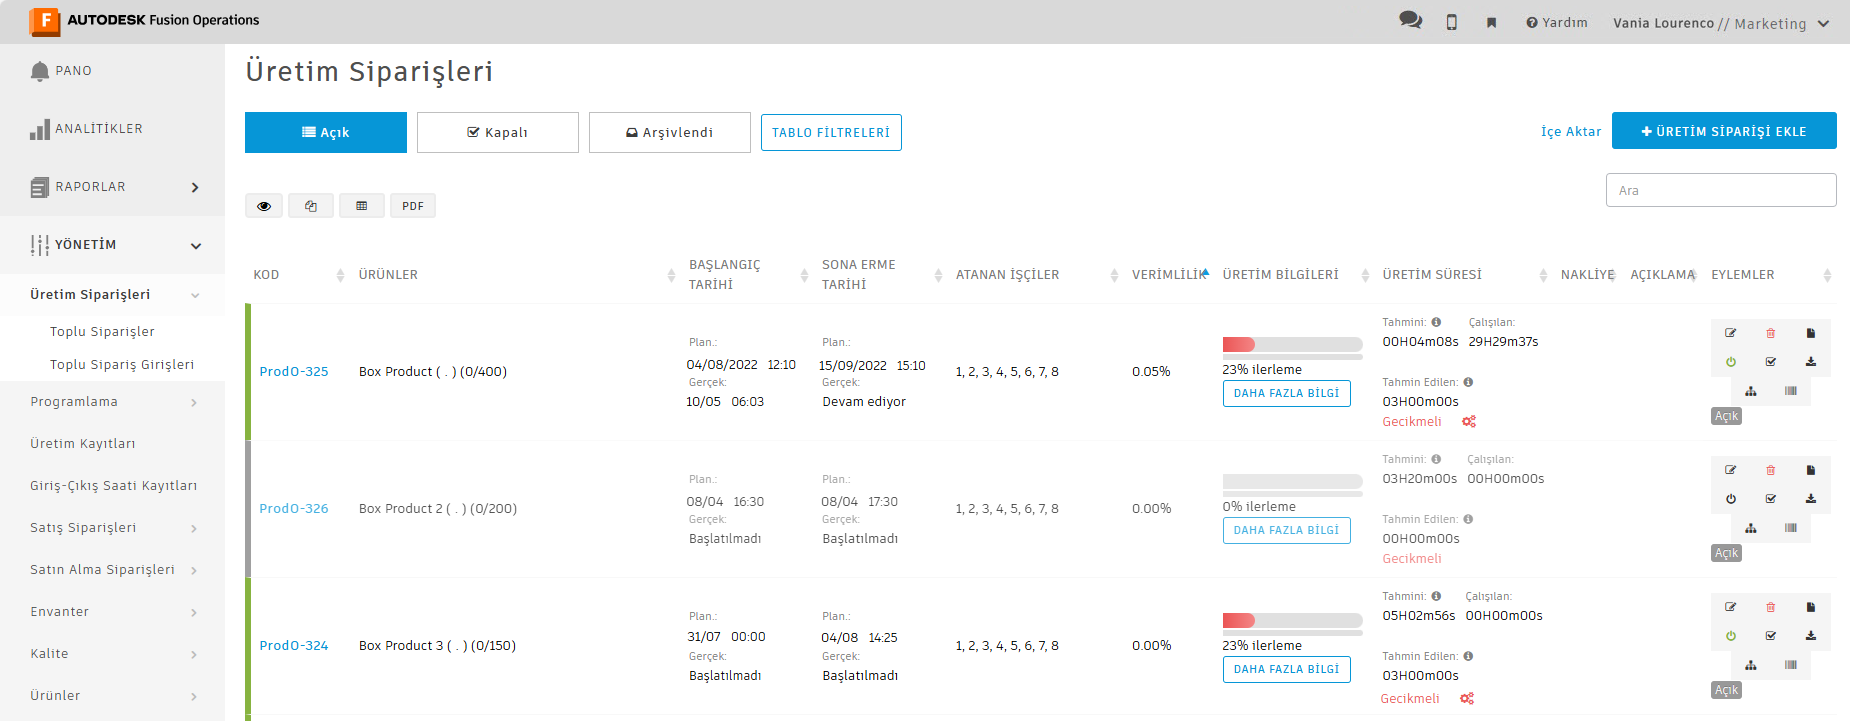 AUTODESK Fusion Operations
Yardım
Vania Lourenco // Marketing
PANO
ANALİTİKLER
RAPORLAR
YÖNETİM
Üretim Siparişleri
Toplu Siparişler
Toplu Sipariş Girişleri
Programlama
Üretim Kayıtları
Giriş-Çıkış Saati Kayıtları
Satış Siparişleri
Satın Alma Siparişleri
Envanter
Kalite
Ürünler
Üretim Siparişleri
Açık
Kapalı
Arşivlendi
TABLO FİLTRELERİ
İçe Aktar
ÜRETİM SİPARİŞİ EKLE
Ara
PDF
KOD
ÜRÜNLER
BAŞLANGIÇ
TARİHİ
SONA ERME
TARİHİ
ATANAN İŞÇİLER
VERİMLİLİK
ÜRETİM BİLGİLERİ
ÜRETİM SÜRESİ
NAKLİYE
AÇIKLAMA
EYLEMLER
ProdO-325
Box Product ( . ) (0/400)
Plan.:
04/08/2022 12:10
Gerçek:
10/05 06:03
Plan.:
15/09/2022 15:10
Gerçek:
Devam ediyor
1, 2, 3, 4, 5, 6, 7, 8
0.05%
23% ilerleme
DAHA FAZLA BİLGİ
Tahmini: Çalışılan:
00H04m08s 29H29m37s
Tahmin Edilen:
03H00m00s
Gecikmeli
Açık
ProdO-326
Box Product 2 ( . ) (0/200)
Plan.:
08/04 16:30
Gerçek:
Başlatılmadı
Plan.:
08/04 17:30
Gerçek:
Başlatılmadı
1, 2, 3, 4, 5, 6, 7, 8
0.00%
0% ilerleme
DAHA FAZLA BİLGİ
Tahmini: Çalışılan:
03H20m00s 00H00m00s
Tahmin Edilen:
00H00m00s
Gecikmeli
Açık
ProdO-324
Box Product 3 ( . ) (0/150)
Plan.:
31/07 00:00
Gerçek:
Başlatılmadı
Plan.:
04/08 14:25
Gerçek:
Başlatılmadı
1, 2, 3, 4, 5, 6, 7, 8
0.00%
23% ilerleme
DAHA FAZLA BİLGİ
Tahmini: Çalışılan:
05H02m56s 00H00m00s
Tahmin Edilen:
03H00m00s
Gecikmeli
Açık